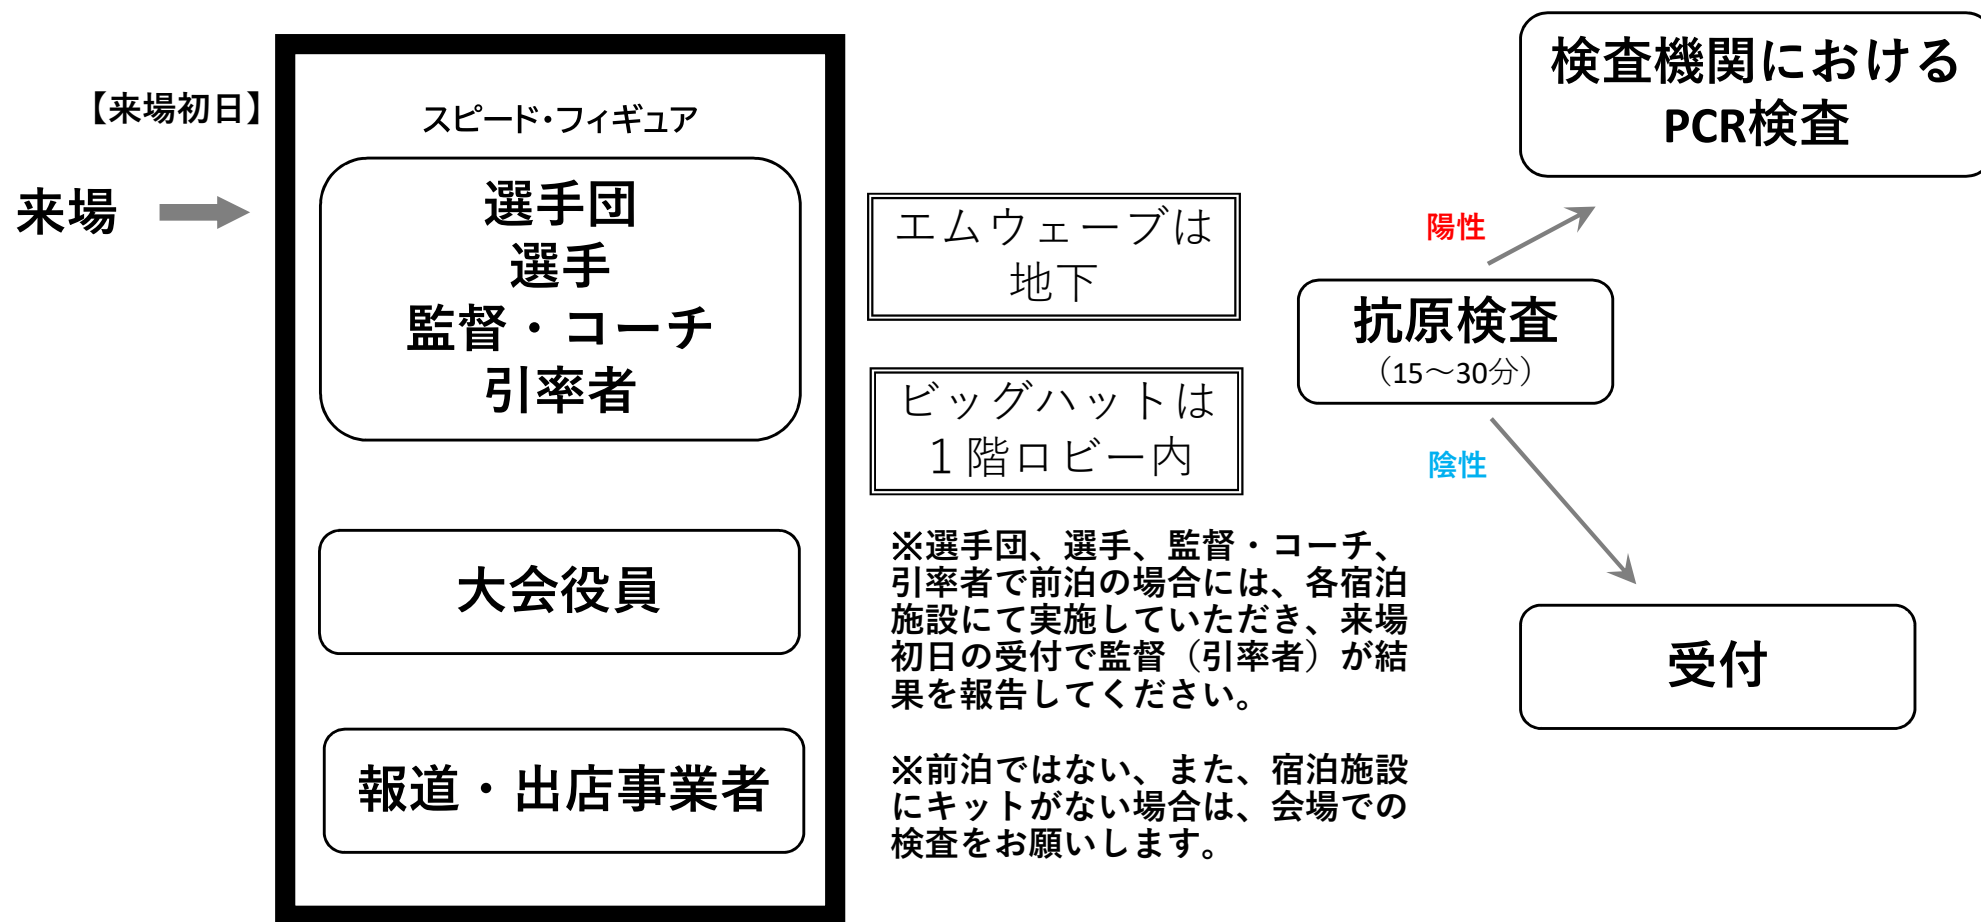 【来場初日】
来場
スピード・フィギュア
選手団
選手
監督・コーチ
引率者
大会役員
報道・出店事業者
エムウェーブは
地下
ビッグハットは
１階ロビー内
※選手団、選手、監督・コーチ、
引率者で前泊の場合には、各宿泊
施設にて実施していただき、来場
初日の受付で監督（引率者）が結
果を報告してください。
※前泊ではない、また、宿泊施設
にキットがない場合は、会場での
検査をお願いします。
検査機関における
PCR検査
陽性
抗原検査
（15～30分）
陰性
受付